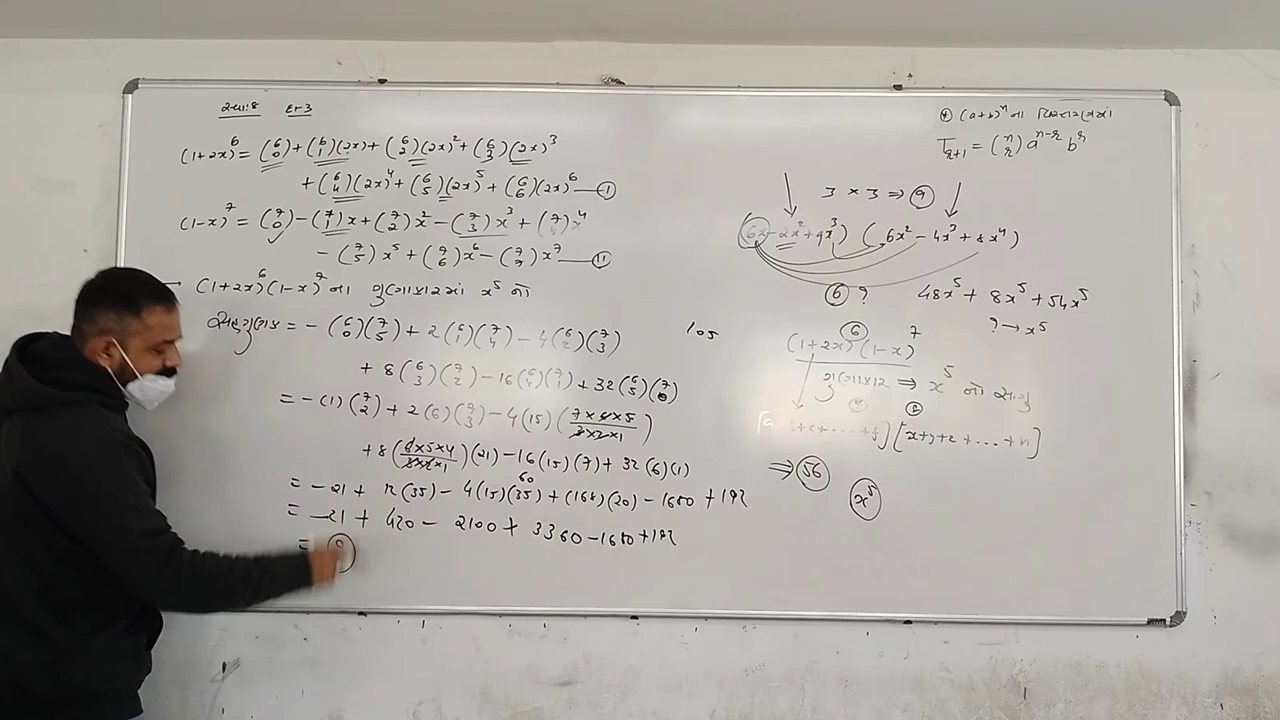 (1+2x)^6 = (6 0) + (6 1)(2x) + (6 2)(2x)^2 + (6 3)(2x)^3
+ (6 4)(2x)^4 + (6 5)(2x)^5 + (6 6)(2x)^6 —①
(1-x)^7 = (7 0) - (7 1)x + (7 2)x^2 - (7 3)x^3 + (7 4)x^4
- (7 5)x^5 + (7 6)x^6 - (7 7)x^7 —⑪
→ (1+2x)^6 (1-x)^7 ના ગુણાકારમાં x^5 નો
સહગુણક = - (6 0)(7 5) + 2(6 1)(7 4) - 4(6 2)(7 3)
+ 8(6 3)(7 2) - 16(6 4)(7 1) + 32(6 5)(7 0)
= -(1)(7 2) + 2(6)(7 3) - 4(15)(7×6×5 / 3×2×1)
+ 8(6×5×4 / 3×2×1)(21) - 16(15)(7) + 32(6)(1)
60
= -21 + 12(35) - 4(15)(35) + (168)(20) - 1680 + 192
= -21 + 420 - 2100 + 3360 - 1680 + 192
=
105
(a+b)^n ના વિસ્તરણમાં
T_{r+1} = (n r) a^{n-r} b^r
3 × 3 ⇒ ⑨
(6x - 2x^2 + 9x^3) (6x^2 - 4x^3 + 8x^4)
⑥ ?
48x^5 + 8x^5 + 54x^5
? → x^5
(1+2x)^⑥ (1-x)^7
ગુણાકાર ⇒ x^5 નો સહગુ
⑦ ⑧
[x+y+z+...+n]
⇒ 56
x^5